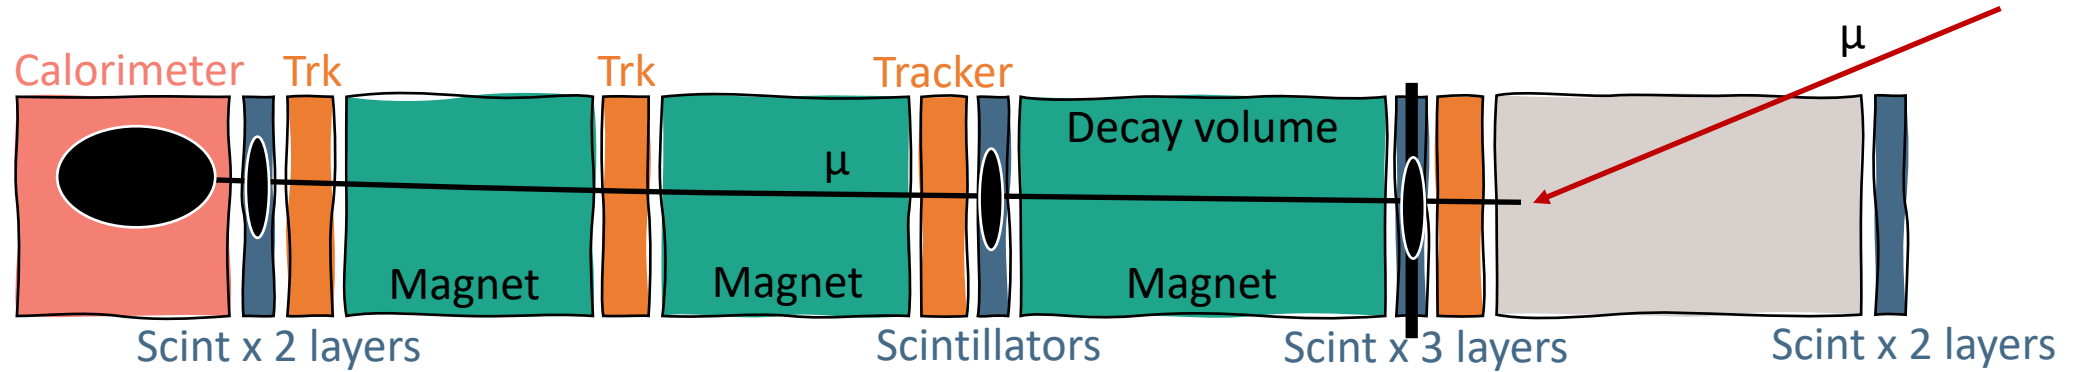 μ
Calorimeter
Trk
Trk
Tracker
Decay volume
μ
Magnet
Magnet
Magnet
Scint x 2 layers
Scintillators
Scint x 3 layers
Scint x 2 layers